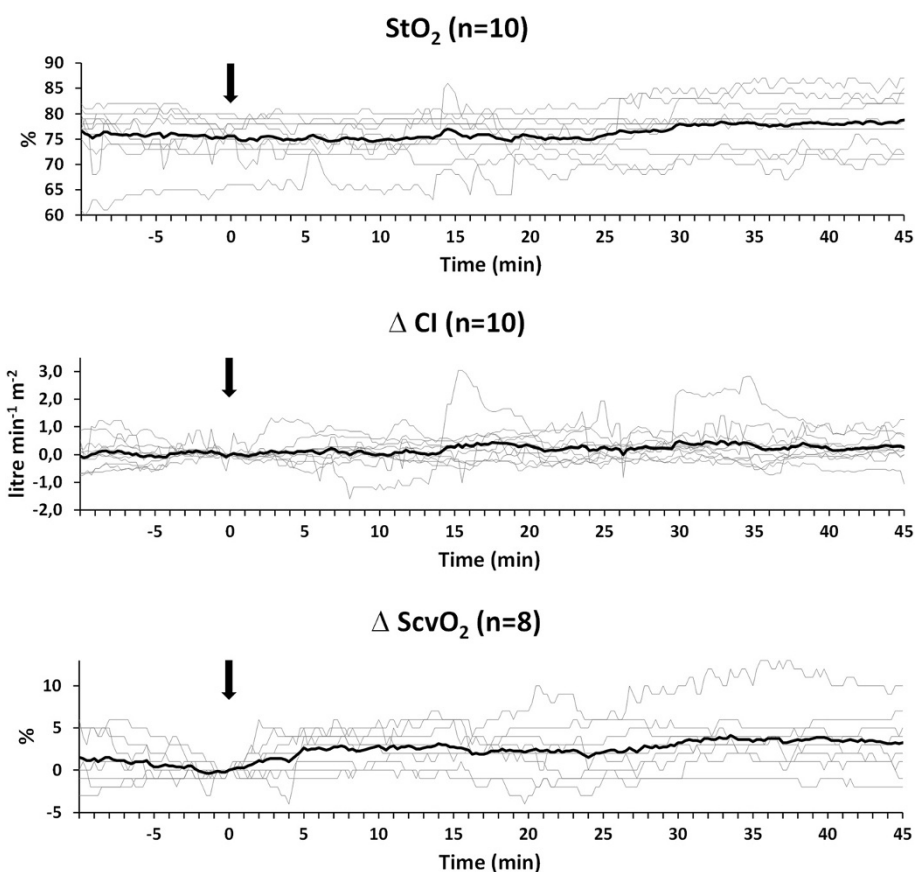 StO₂ (n=10)
90
85
80
75
70
65
60
%
-5 0 5 10 15 20 25 30 35 40 45
Time (min)
Δ CI (n=10)
3,0
2,0
1,0
0,0
-1,0
-2,0
litre min⁻¹ m⁻²
-5 0 5 10 15 20 25 30 35 40 45
Time (min)
Δ ScvO₂ (n=8)
10
5
0
-5
%
-5 0 5 10 15 20 25 30 35 40 45
Time (min)